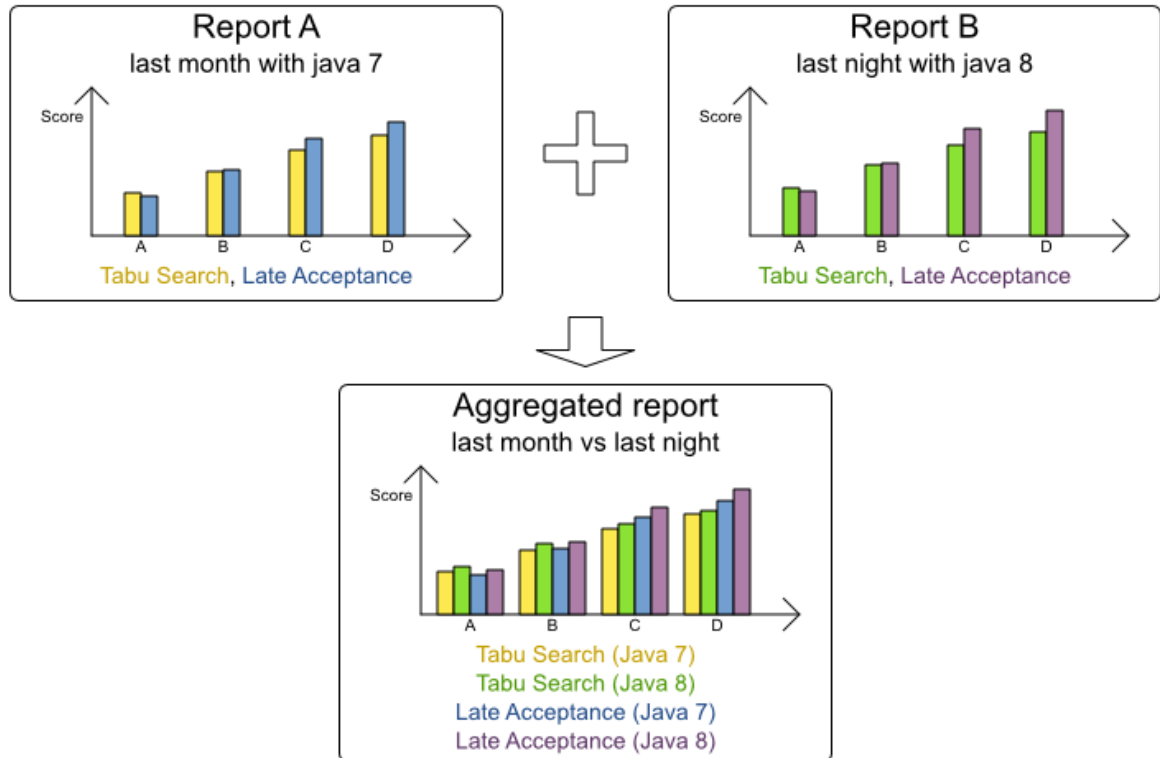 Report A
last month with java 7
Score
A B C D
Tabu Search, Late Acceptance
Report B
last night with java 8
Score
A B C D
Tabu Search, Late Acceptance
Aggregated report
last month vs last night
Score
A B C D
Tabu Search (Java 7)
Tabu Search (Java 8)
Late Acceptance (Java 7)
Late Acceptance (Java 8)